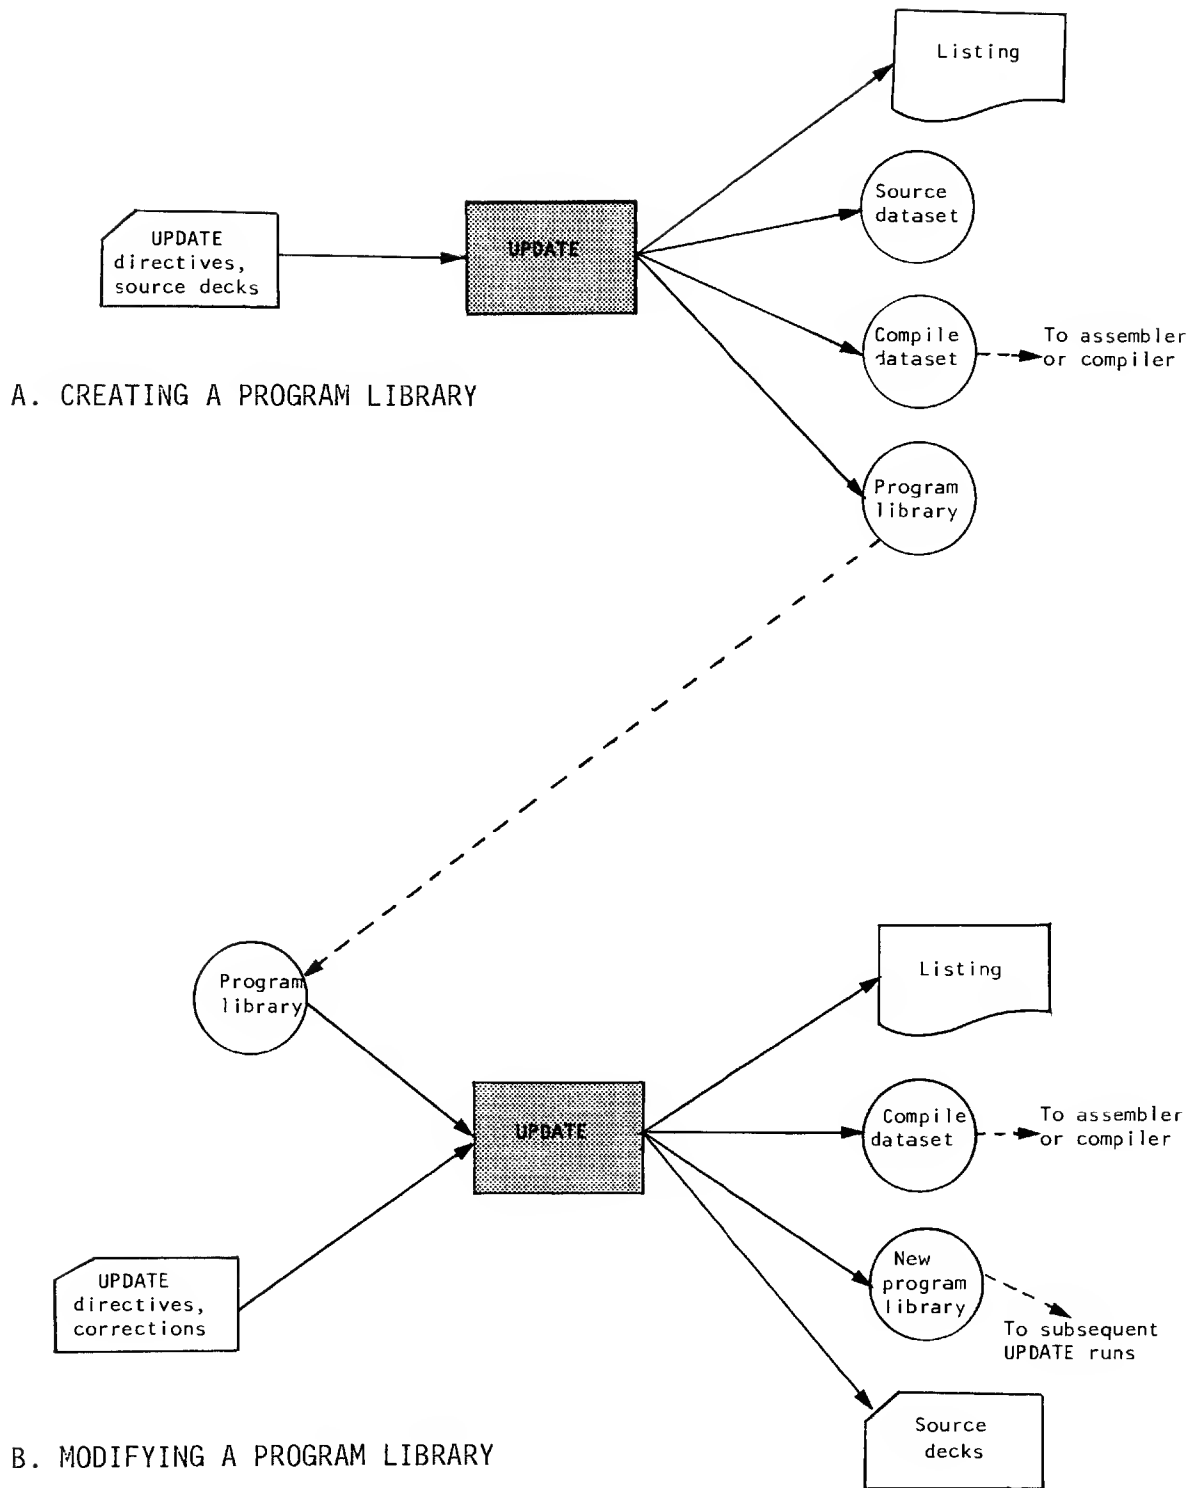 Listing
Source
dataset
UPDATE
directives,
source decks
UPDATE
Compile
dataset
To assembler
or compiler
A. CREATING A PROGRAM LIBRARY
Program
library
Program
library
Listing
UPDATE
Compile
dataset
To assembler
or compiler
UPDATE
directives,
corrections
New
program
library
To subsequent
UPDATE runs
Source
decks
B. MODIFYING A PROGRAM LIBRARY